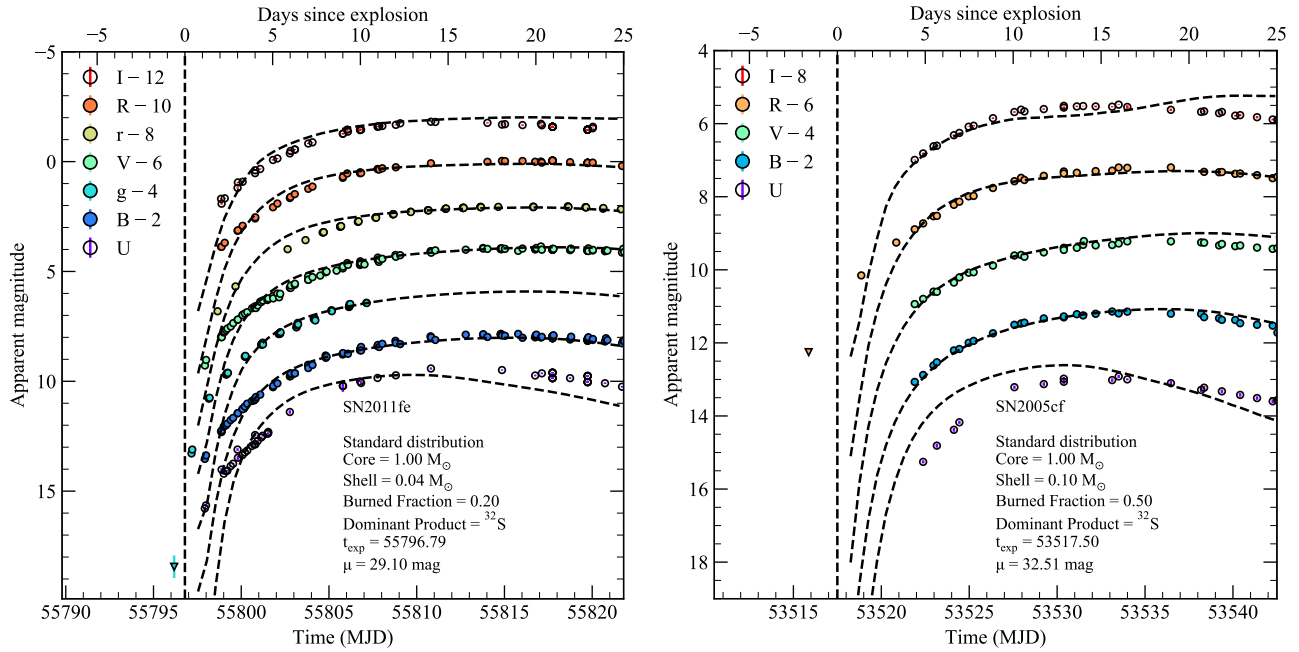 Days since explosion
−5 0 5 10 15 20 25
−5
0
5
10
15
Apparent magnitude
I − 12
R − 10
r − 8
V − 6
g − 4
B − 2
U
SN2011fe
Standard distribution
Core = 1.00 M⊙
Shell = 0.04 M⊙
Burned Fraction = 0.20
Dominant Product = ³²S
t_exp = 55796.79
μ = 29.10 mag
55790 55795 55800 55805 55810 55815 55820
Time (MJD)
Days since explosion
−5 0 5 10 15 20 25
4
6
8
10
12
14
16
18
Apparent magnitude
I − 8
R − 6
V − 4
B − 2
U
SN2005cf
Standard distribution
Core = 1.00 M⊙
Shell = 0.10 M⊙
Burned Fraction = 0.50
Dominant Product = ³²S
t_exp = 53517.50
μ = 32.51 mag
53515 53520 53525 53530 53535 53540
Time (MJD)